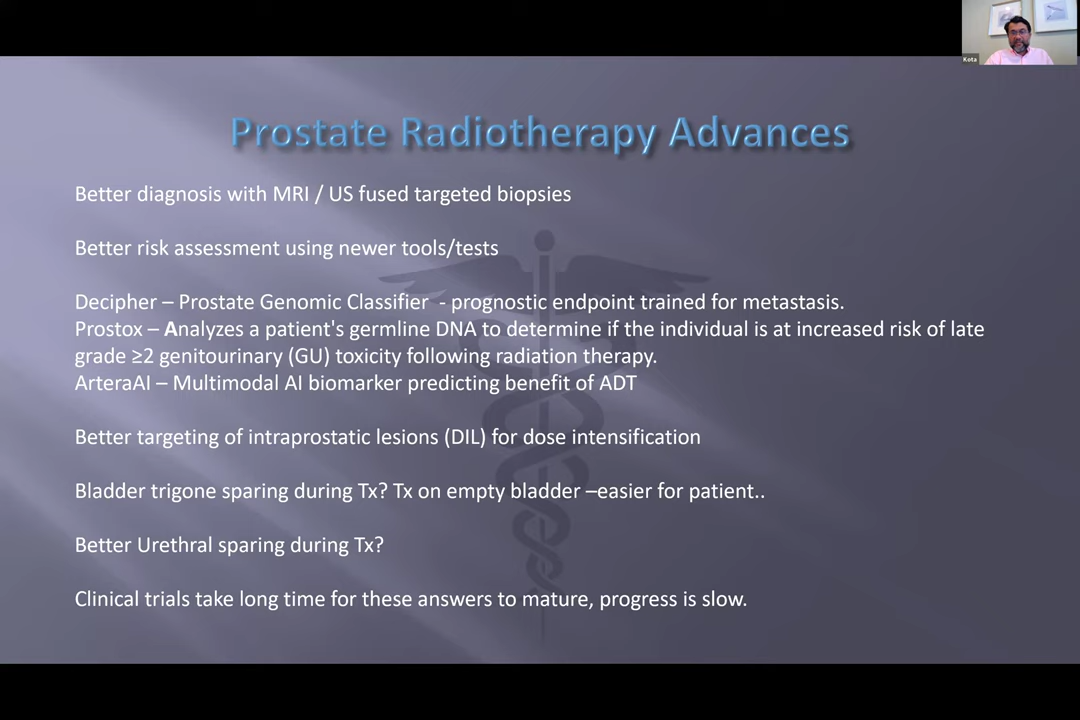 Kota
Prostate Radiotherapy Advances
Better diagnosis with MRI / US fused targeted biopsies
Better risk assessment using newer tools/tests
Decipher – Prostate Genomic Classifier - prognostic endpoint trained for metastasis.
Prostox – Analyzes a patient's germline DNA to determine if the individual is at increased risk of late
grade ≥2 genitourinary (GU) toxicity following radiation therapy.
ArteraAI – Multimodal AI biomarker predicting benefit of ADT
Better targeting of intraprostatic lesions (DIL) for dose intensification
Bladder trigone sparing during Tx? Tx on empty bladder –easier for patient..
Better Urethral sparing during Tx?
Clinical trials take long time for these answers to mature, progress is slow.